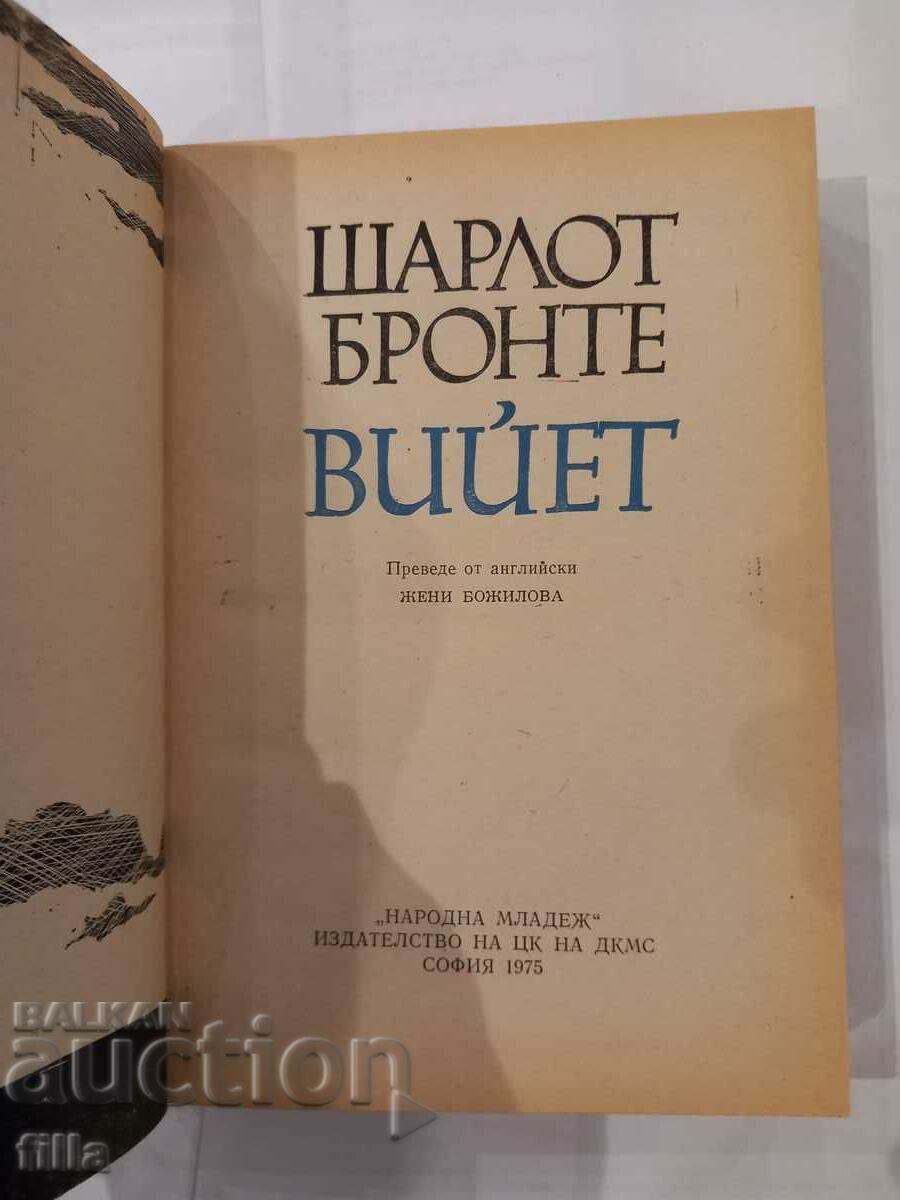 ШАРЛОТ
БРОНТЕ
ВИЙЕТ
Преведе от английски
ЖЕНИ БОЖИЛОВА
„НАРОДНА МЛАДЕЖ“
ИЗДАТЕЛСТВО НА ЦК НА ДКМС
СОФИЯ 1975
BALKAN
auction
filla